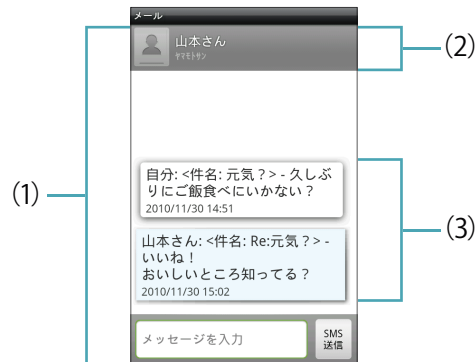 メール
山本さん
ヤマモトサン
(2)
(1)
自分: <件名: 元気？> - 久しぶ
りにご飯食べにいかない？
2010/11/30 14:51
(3)
山本さん: <件名: Re:元気？> -
いいね！
おいしいところ知ってる？
2010/11/30 15:02
メッセージを入力
SMS
送信